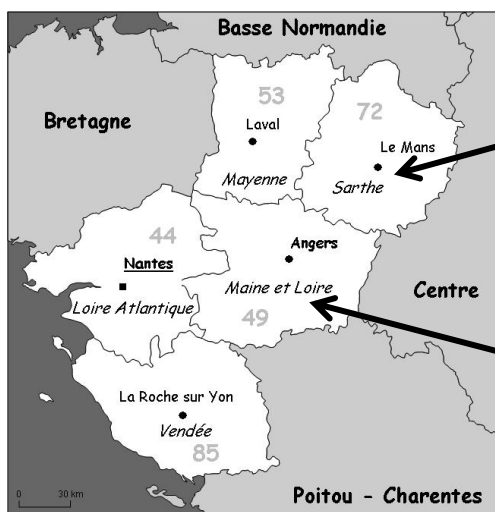 Basse Normandie
53
72
Bretagne
Laval
Le Mans
Mayenne
Sarthe
44
Angers
Nantes
Maine et Loire
Centre
Loire Atlantique
49
La Roche sur Yon
Vendée
85
0 30 km
Poitou - Charentes